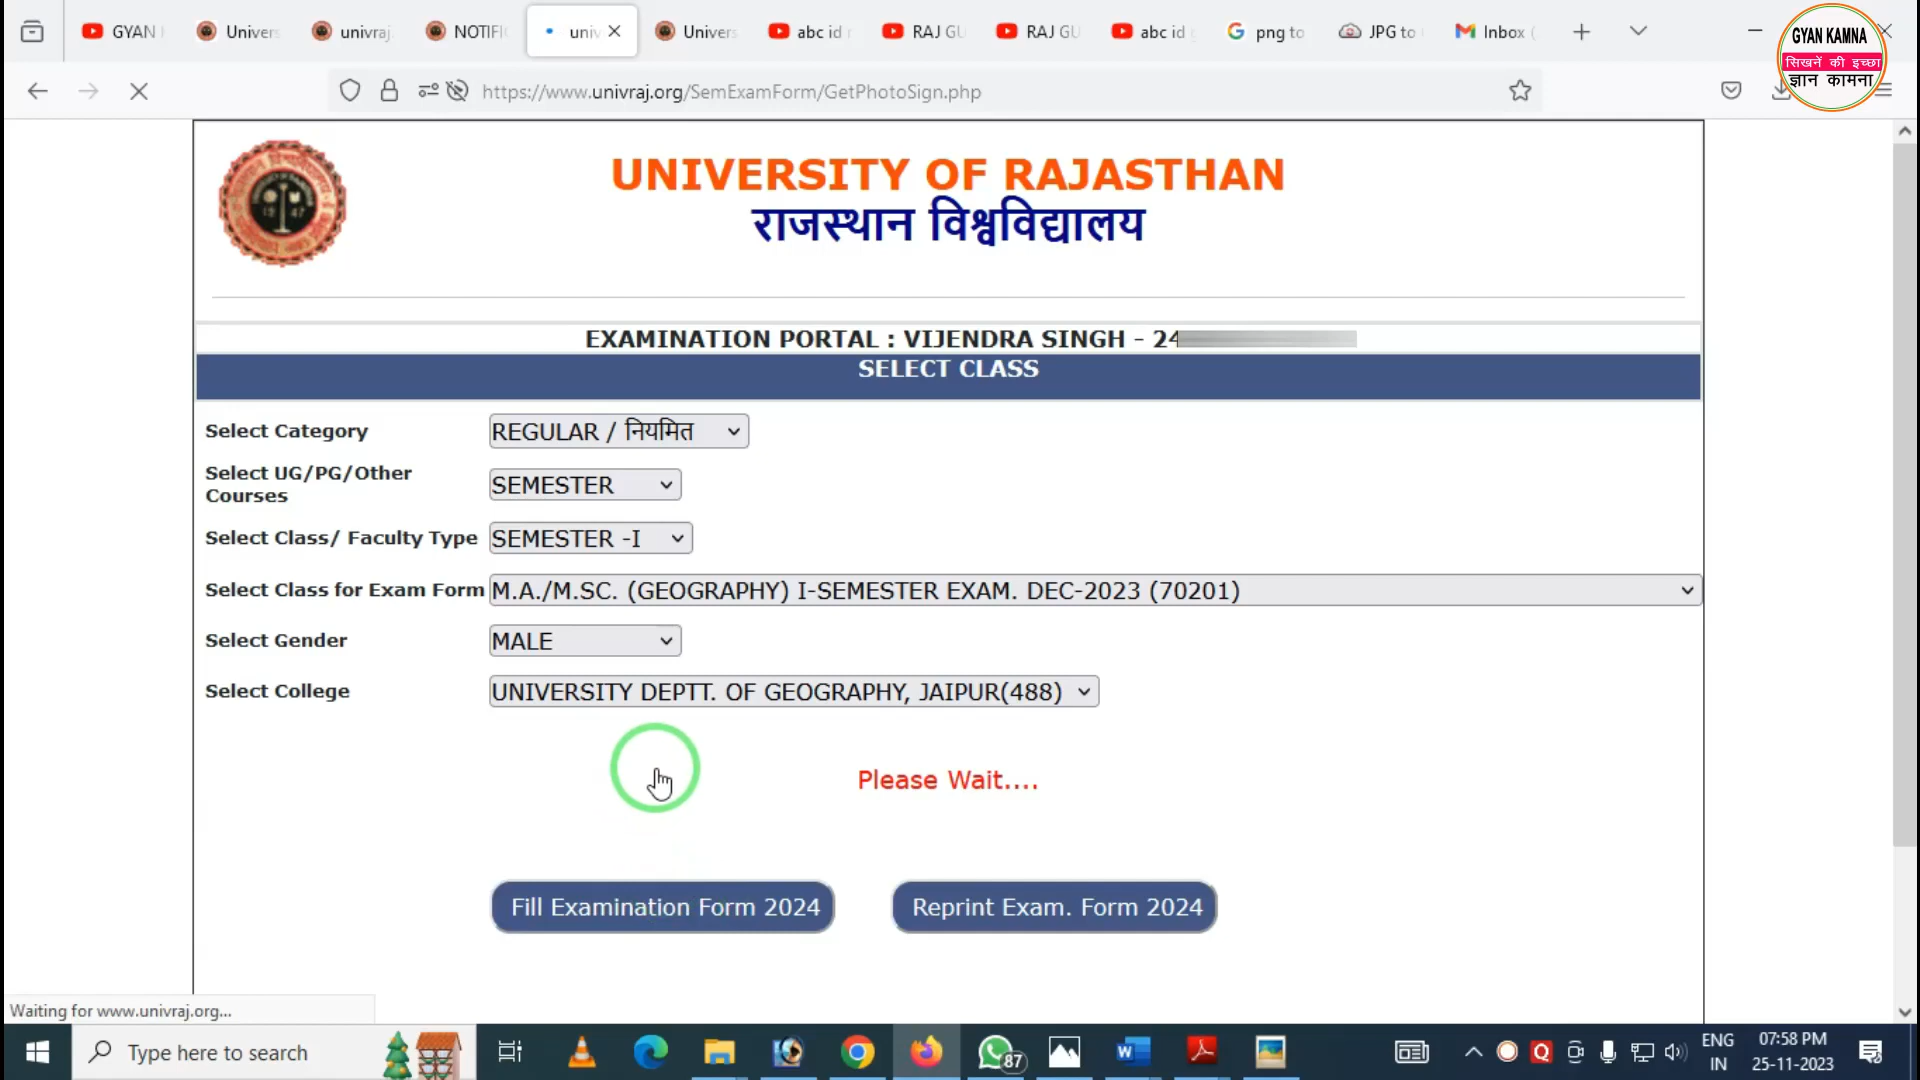 GYAN
Univers
univraj.
NOTIFI
univ
Univers
abc id
RAJ GU
RAJ GU
abc id
png to
JPG to
Inbox (
GYAN KAMNA
सिखनें की इच्छा
ज्ञान कामना
https://www.univraj.org/SemExamForm/GetPhotoSign.php
UNIVERSITY OF RAJASTHAN
राजस्थान विश्वविद्यालय
EXAMINATION PORTAL : VIJENDRA SINGH - 24
SELECT CLASS
Select Category REGULAR / नियमित
Select UG/PG/Other
Courses SEMESTER
Select Class/ Faculty Type SEMESTER -I
Select Class for Exam Form M.A./M.SC. (GEOGRAPHY) I-SEMESTER EXAM. DEC-2023 (70201)
Select Gender MALE
Select College UNIVERSITY DEPTT. OF GEOGRAPHY, JAIPUR(488)
Please Wait....
Fill Examination Form 2024 Reprint Exam. Form 2024
Waiting for www.univraj.org...
Type here to search
87
ENG
IN
07:58 PM
25-11-2023